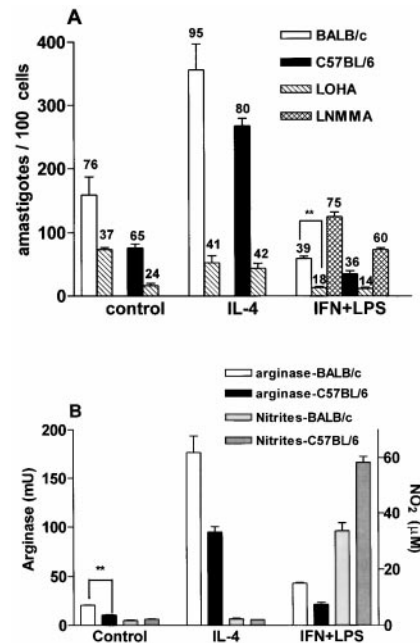 A
BALB/c
C57BL/6
LOHA
LNMMA
amastigotes / 100 cells
400
300
200
100
0
76
37
65
24
95
41
80
42
**
39
18
75
36
14
60
control
IL-4
IFN+LPS
B
arginase-BALB/c
arginase-C57BL/6
Nitrites-BALB/c
Nitrites-C57BL/6
Arginase (mU)
200
150
100
50
0
**
NO2 (μM)
60
40
20
0
Control
IL-4
IFN+LPS